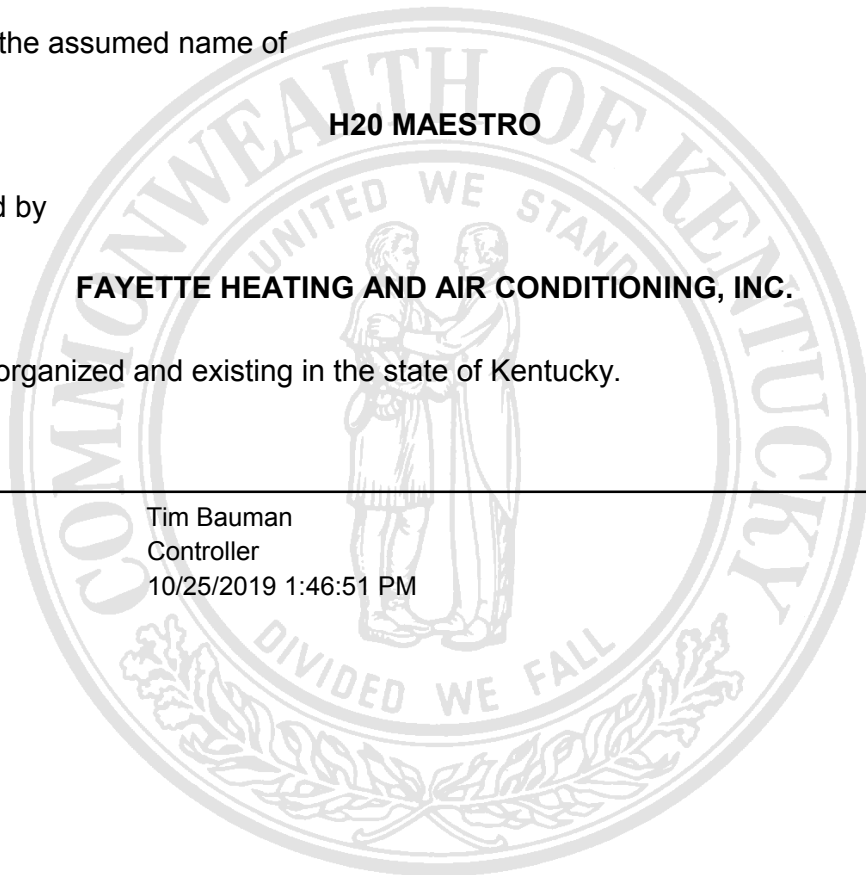 the assumed name of
H20 MAESTRO
d by
FAYETTE HEATING AND AIR CONDITIONING, INC.
organized and existing in the state of Kentucky.
Tim Bauman
Controller
10/25/2019 1:46:51 PM
COMMONWEALTH OF KENTUCKY
UNITED WE STAND
DIVIDED WE FALL